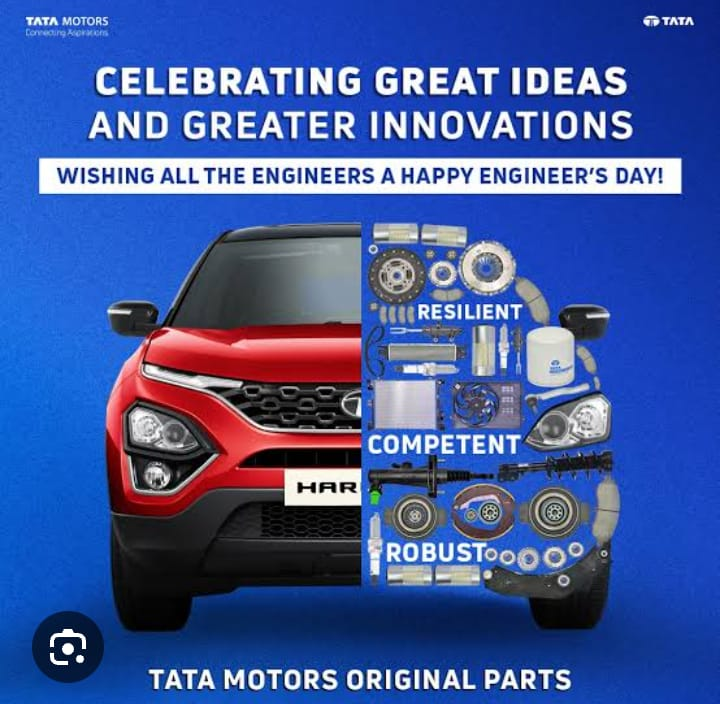 TATA MOTORS
Connecting Aspirations
TATA
CELEBRATING GREAT IDEAS
AND GREATER INNOVATIONS
WISHING ALL THE ENGINEERS A HAPPY ENGINEER'S DAY!
RESILIENT
COMPETENT
HAR
ROBUST
TATA MOTORS ORIGINAL PARTS